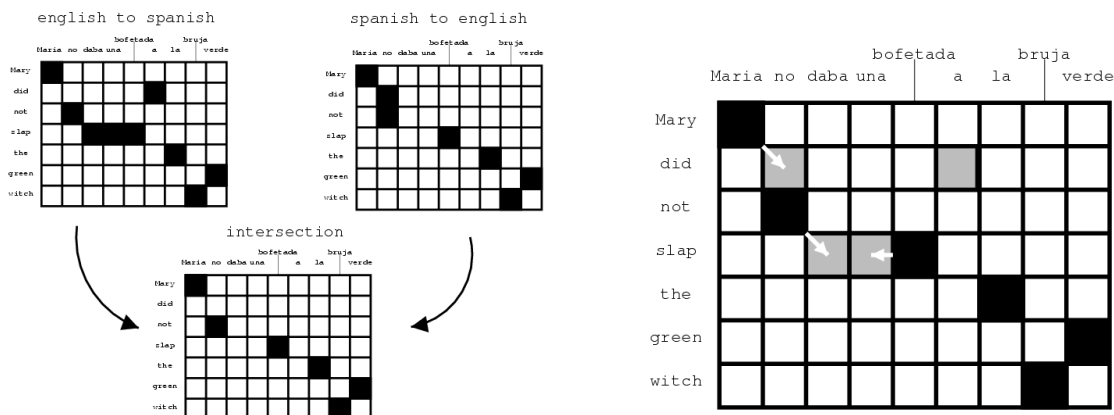 english to spanish
bofetada bruja
Maria no daba una a la verde
Mary
did
not
slap
the
green
witch
spanish to english
bofetada bruja
Maria no daba una a la verde
Mary
did
not
slap
the
green
witch
intersection
bofetada bruja
Maria no daba una a la verde
Mary
did
not
slap
the
green
witch
bofetada bruja
Maria no daba una a la verde
Mary
did
not
slap
the
green
witch